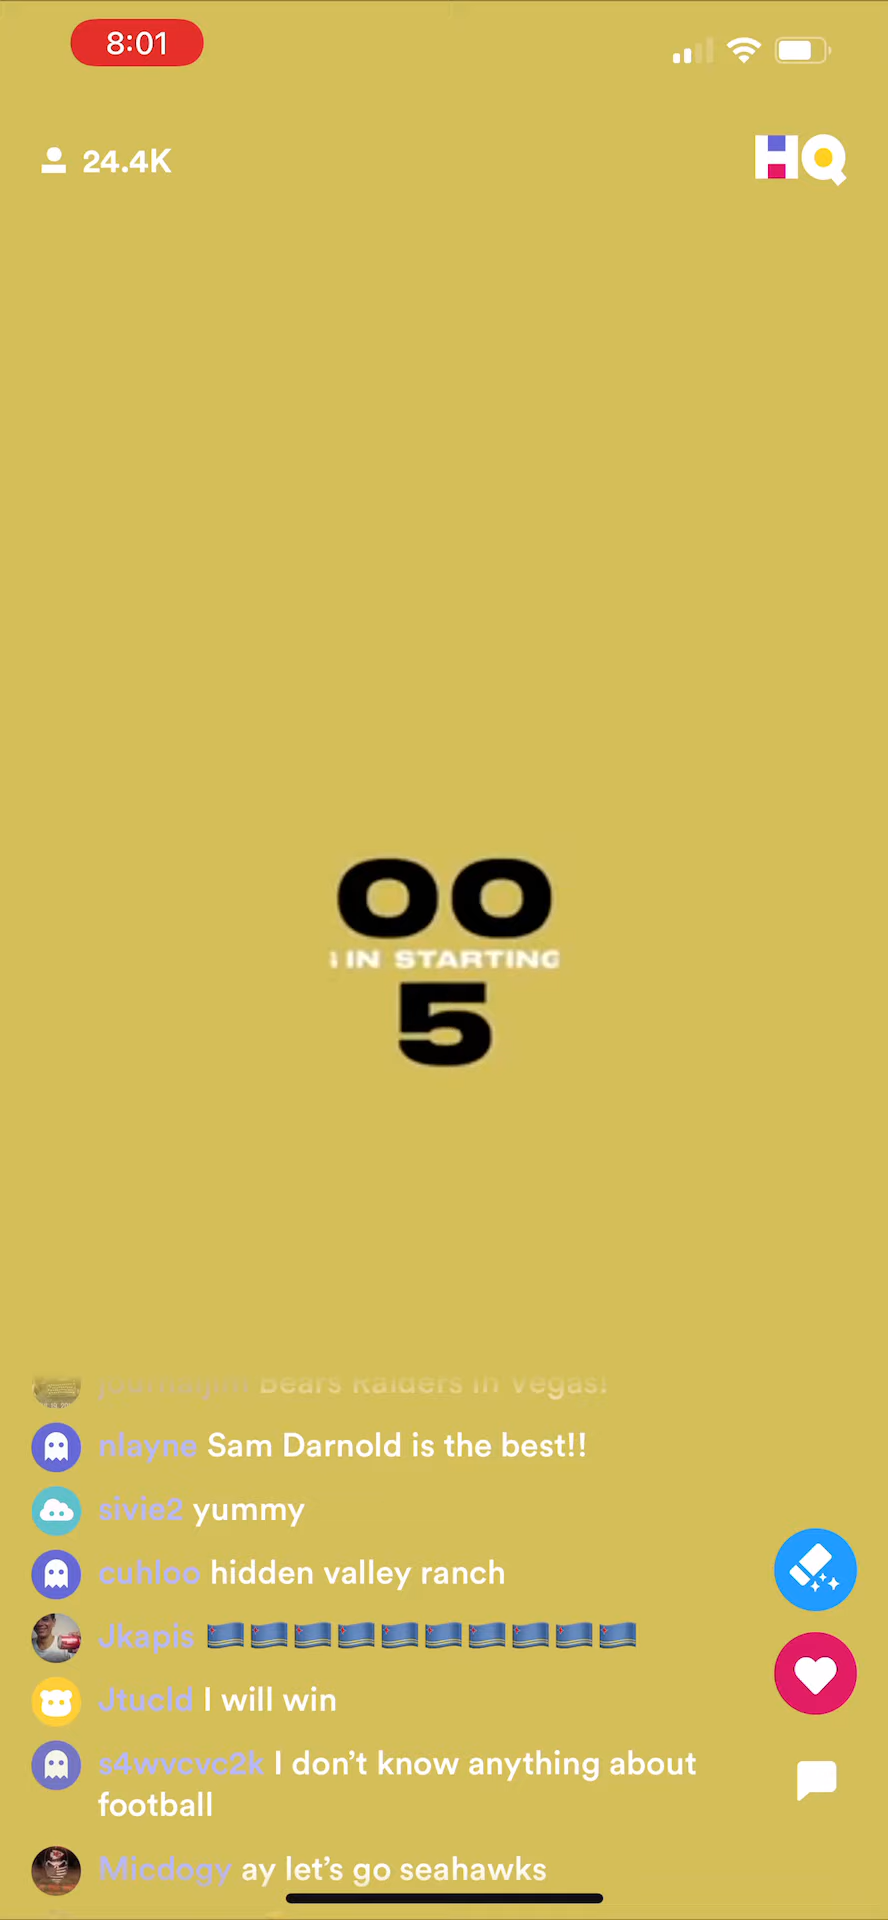 8:01
24.4K
HQ
00
IN STARTING
5
journaljim Bears Raiders in Vegas!
nlayne Sam Darnold is the best!!
sivie2 yummy
cuhloo hidden valley ranch
Jkapis 🇦🇼🇦🇼🇦🇼🇦🇼🇦🇼🇦🇼🇦🇼🇦🇼🇦🇼🇦🇼
Jtucld I will win
s4wvcvc2k I don't know anything about
football
Micdogy ay let's go seahawks